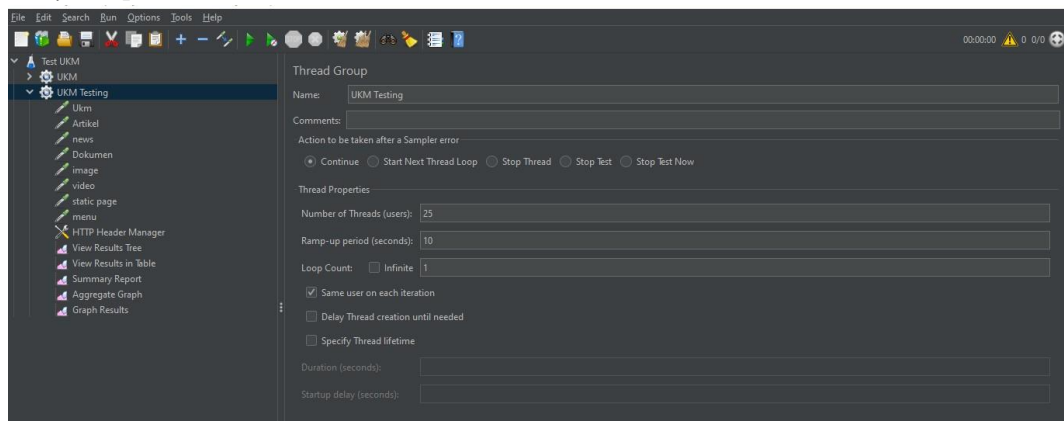 File Edit Search Run Options Tools Help
00:00:00 0 0/0
Test UKM
UKM
UKM Testing
Ukm
Artikel
news
Dokumen
image
video
static page
menu
HTTP Header Manager
View Results Tree
View Results in Table
Summary Report
Aggregate Graph
Graph Results
Thread Group
Name: UKM Testing
Comments:
Action to be taken after a Sampler error
Continue Start Next Thread Loop Stop Thread Stop Test Stop Test Now
Thread Properties
Number of Threads (users): 25
Ramp-up period (seconds): 10
Loop Count: Infinite 1
Same user on each iteration
Delay Thread creation until needed
Specify Thread lifetime
Duration (seconds):
Startup delay (seconds):